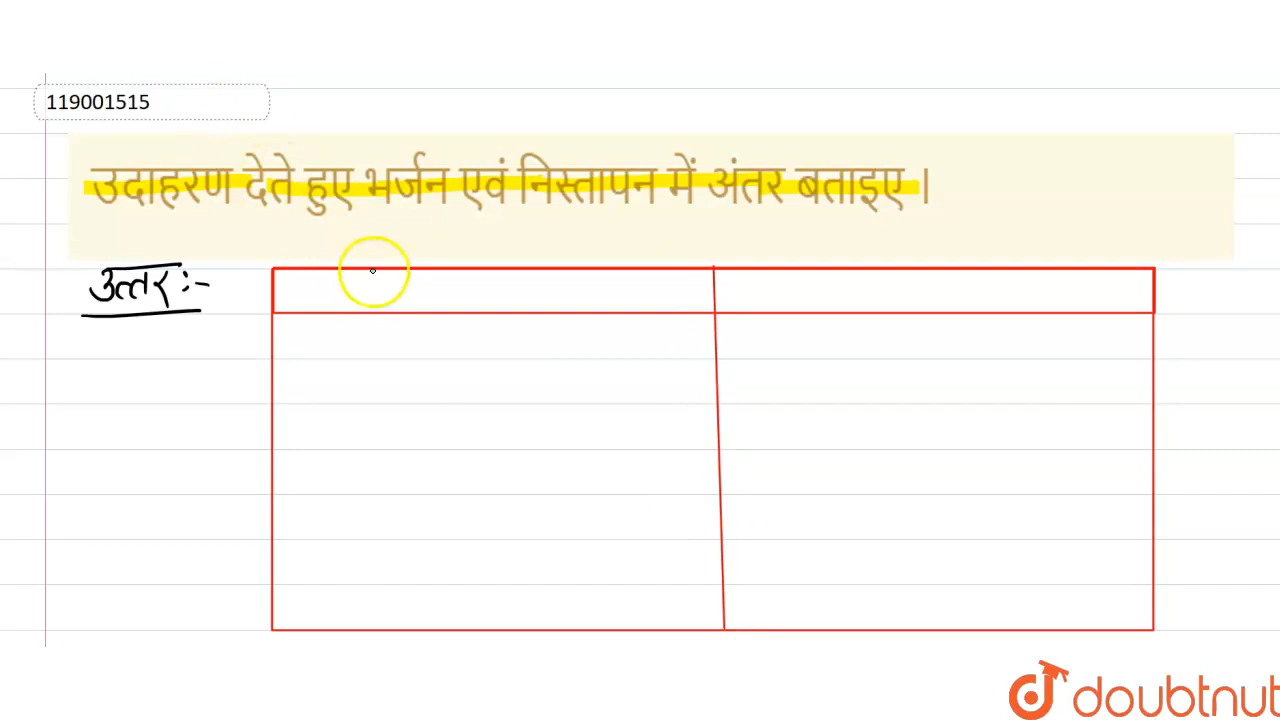 119001515
उदाहरण देते हुए भर्जन एवं निस्तापन में अंतर बताइए ।
उत्तर :-
doubtnut